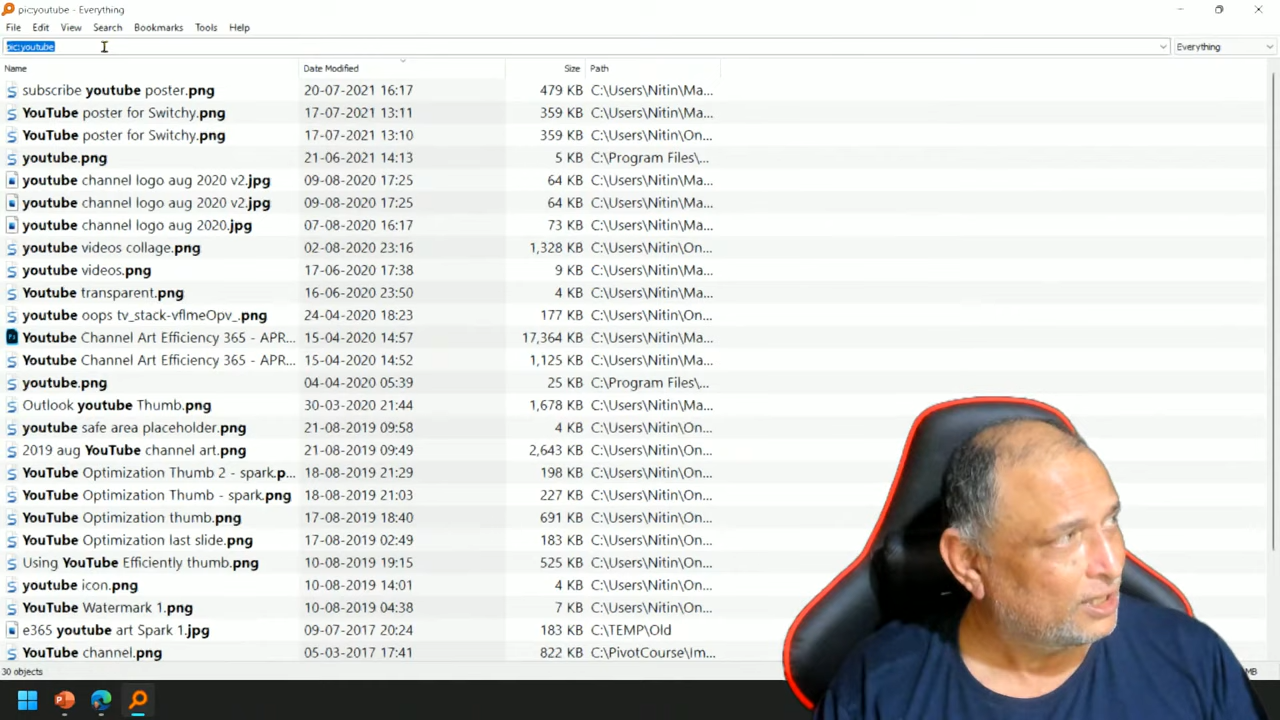 pic:youtube - Everything
File Edit View Search Bookmarks Tools Help
pic:youtube Everything
Name Date Modified Size Path
subscribe youtube poster.png 20-07-2021 16:17 479 KB C:\Users\Nitin\Ma...
YouTube poster for Switchy.png 17-07-2021 13:11 359 KB C:\Users\Nitin\Ma...
YouTube poster for Switchy.png 17-07-2021 13:10 359 KB C:\Users\Nitin\On...
youtube.png 21-06-2021 14:13 5 KB C:\Program Files\...
youtube channel logo aug 2020 v2.jpg 09-08-2020 17:25 64 KB C:\Users\Nitin\Ma...
youtube channel logo aug 2020 v2.jpg 09-08-2020 17:25 64 KB C:\Users\Nitin\Ma...
youtube channel logo aug 2020.jpg 07-08-2020 16:17 73 KB C:\Users\Nitin\Ma...
youtube videos collage.png 02-08-2020 23:16 1,328 KB C:\Users\Nitin\On...
youtube videos.png 17-06-2020 17:38 9 KB C:\Users\Nitin\Ma...
Youtube transparent.png 16-06-2020 23:50 4 KB C:\Users\Nitin\Ma...
youtube oops tv_stack-vflmeOpv_.png 24-04-2020 18:23 177 KB C:\Users\Nitin\On...
Youtube Channel Art Efficiency 365 - APR... 15-04-2020 14:57 17,364 KB C:\Users\Nitin\Ma...
Youtube Channel Art Efficiency 365 - APR... 15-04-2020 14:52 1,125 KB C:\Users\Nitin\Ma...
youtube.png 04-04-2020 05:39 25 KB C:\Program Files\...
Outlook youtube Thumb.png 30-03-2020 21:44 1,678 KB C:\Users\Nitin\Ma...
youtube safe area placeholder.png 21-08-2019 09:58 4 KB C:\Users\Nitin\On...
2019 aug YouTube channel art.png 21-08-2019 09:49 2,643 KB C:\Users\Nitin\On...
YouTube Optimization Thumb 2 - spark.p... 18-08-2019 21:29 198 KB C:\Users\Nitin\On...
YouTube Optimization Thumb - spark.png 18-08-2019 21:03 227 KB C:\Users\Nitin\On...
YouTube Optimization thumb.png 17-08-2019 18:40 691 KB C:\Users\Nitin\On...
YouTube Optimization last slide.png 17-08-2019 02:49 183 KB C:\Users\Nitin\On...
Using YouTube Efficiently thumb.png 10-08-2019 19:15 525 KB C:\Users\Nitin\On...
youtube icon.png 10-08-2019 14:01 4 KB C:\Users\Nitin\On...
YouTube Watermark 1.png 10-08-2019 04:38 7 KB C:\Users\Nitin\On...
e365 youtube art Spark 1.jpg 09-07-2017 20:24 183 KB C:\TEMP\Old
YouTube channel.png 05-03-2017 17:41 822 KB C:\PivotCourse\Im...
30 objects MB